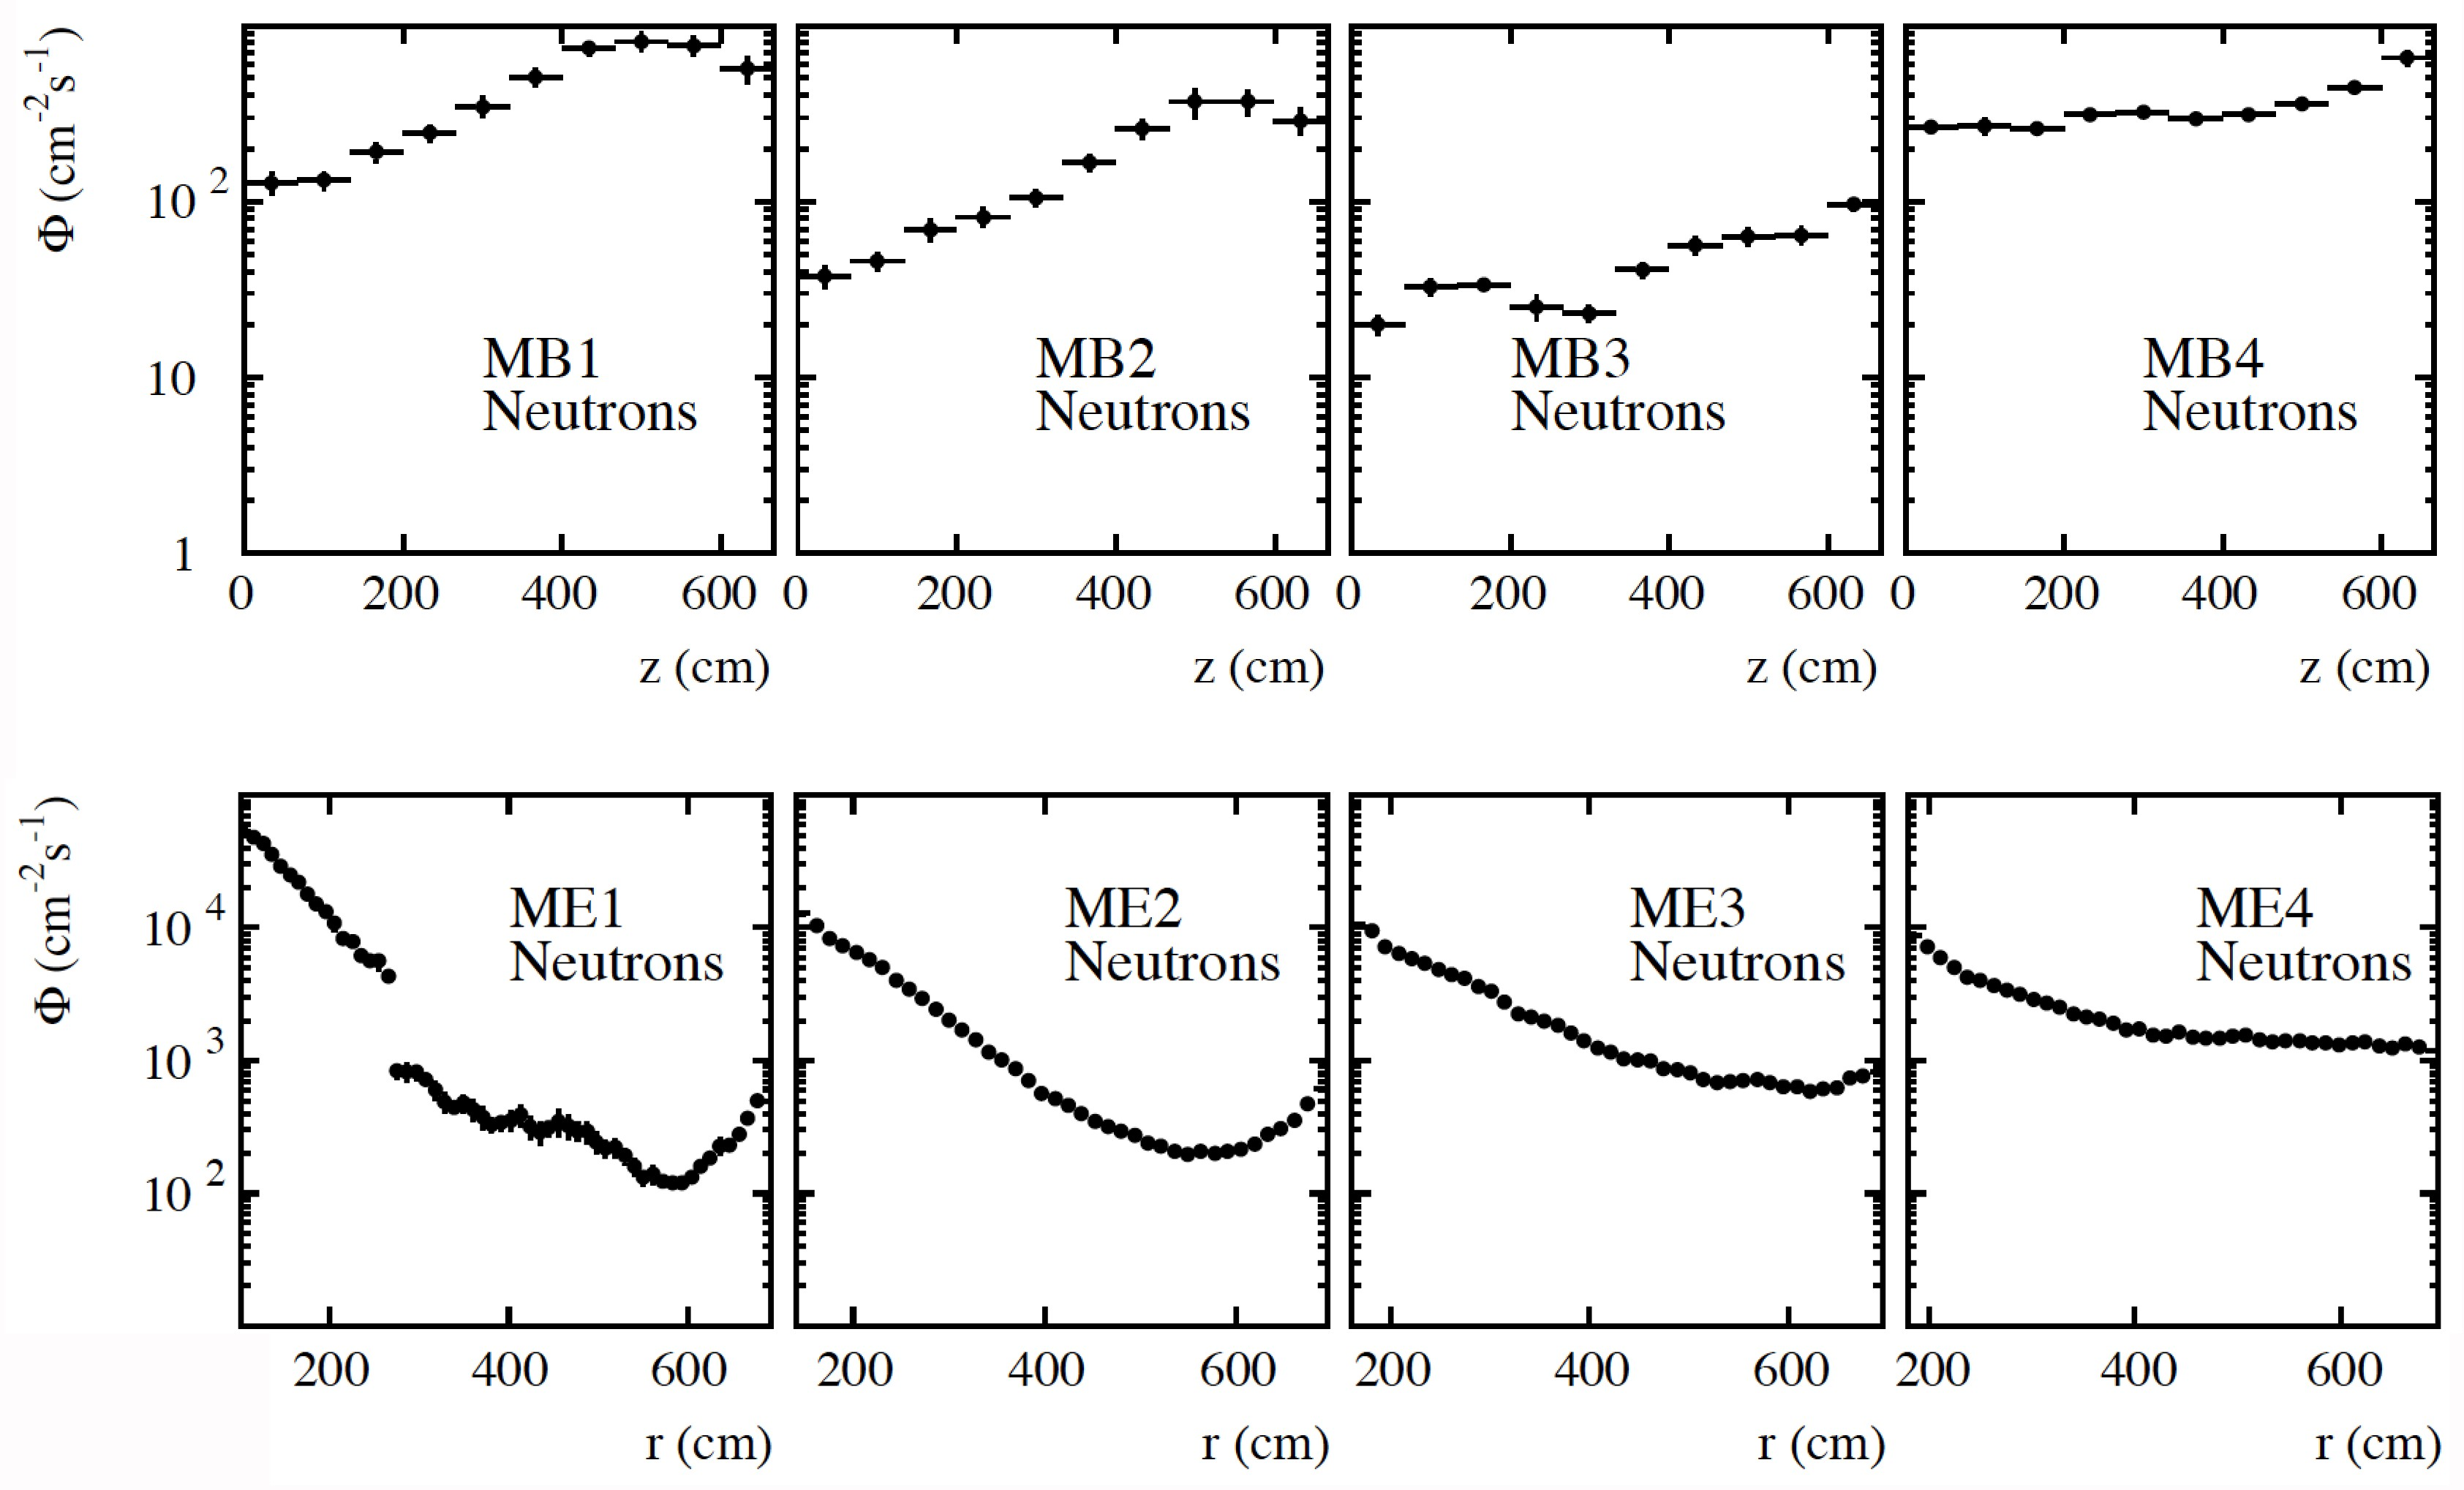 Φ (cm⁻²s⁻¹)
10²
10
1
MB1
Neutrons
MB2
Neutrons
MB3
Neutrons
MB4
Neutrons
0 200 400 600 0 200 400 600 0 200 400 600 0 200 400 600
z (cm) z (cm) z (cm) z (cm)
Φ (cm⁻²s⁻¹)
10⁴
10³
10²
ME1
Neutrons
ME2
Neutrons
ME3
Neutrons
ME4
Neutrons
200 400 600 200 400 600 200 400 600 200 400 600
r (cm) r (cm) r (cm) r (cm)